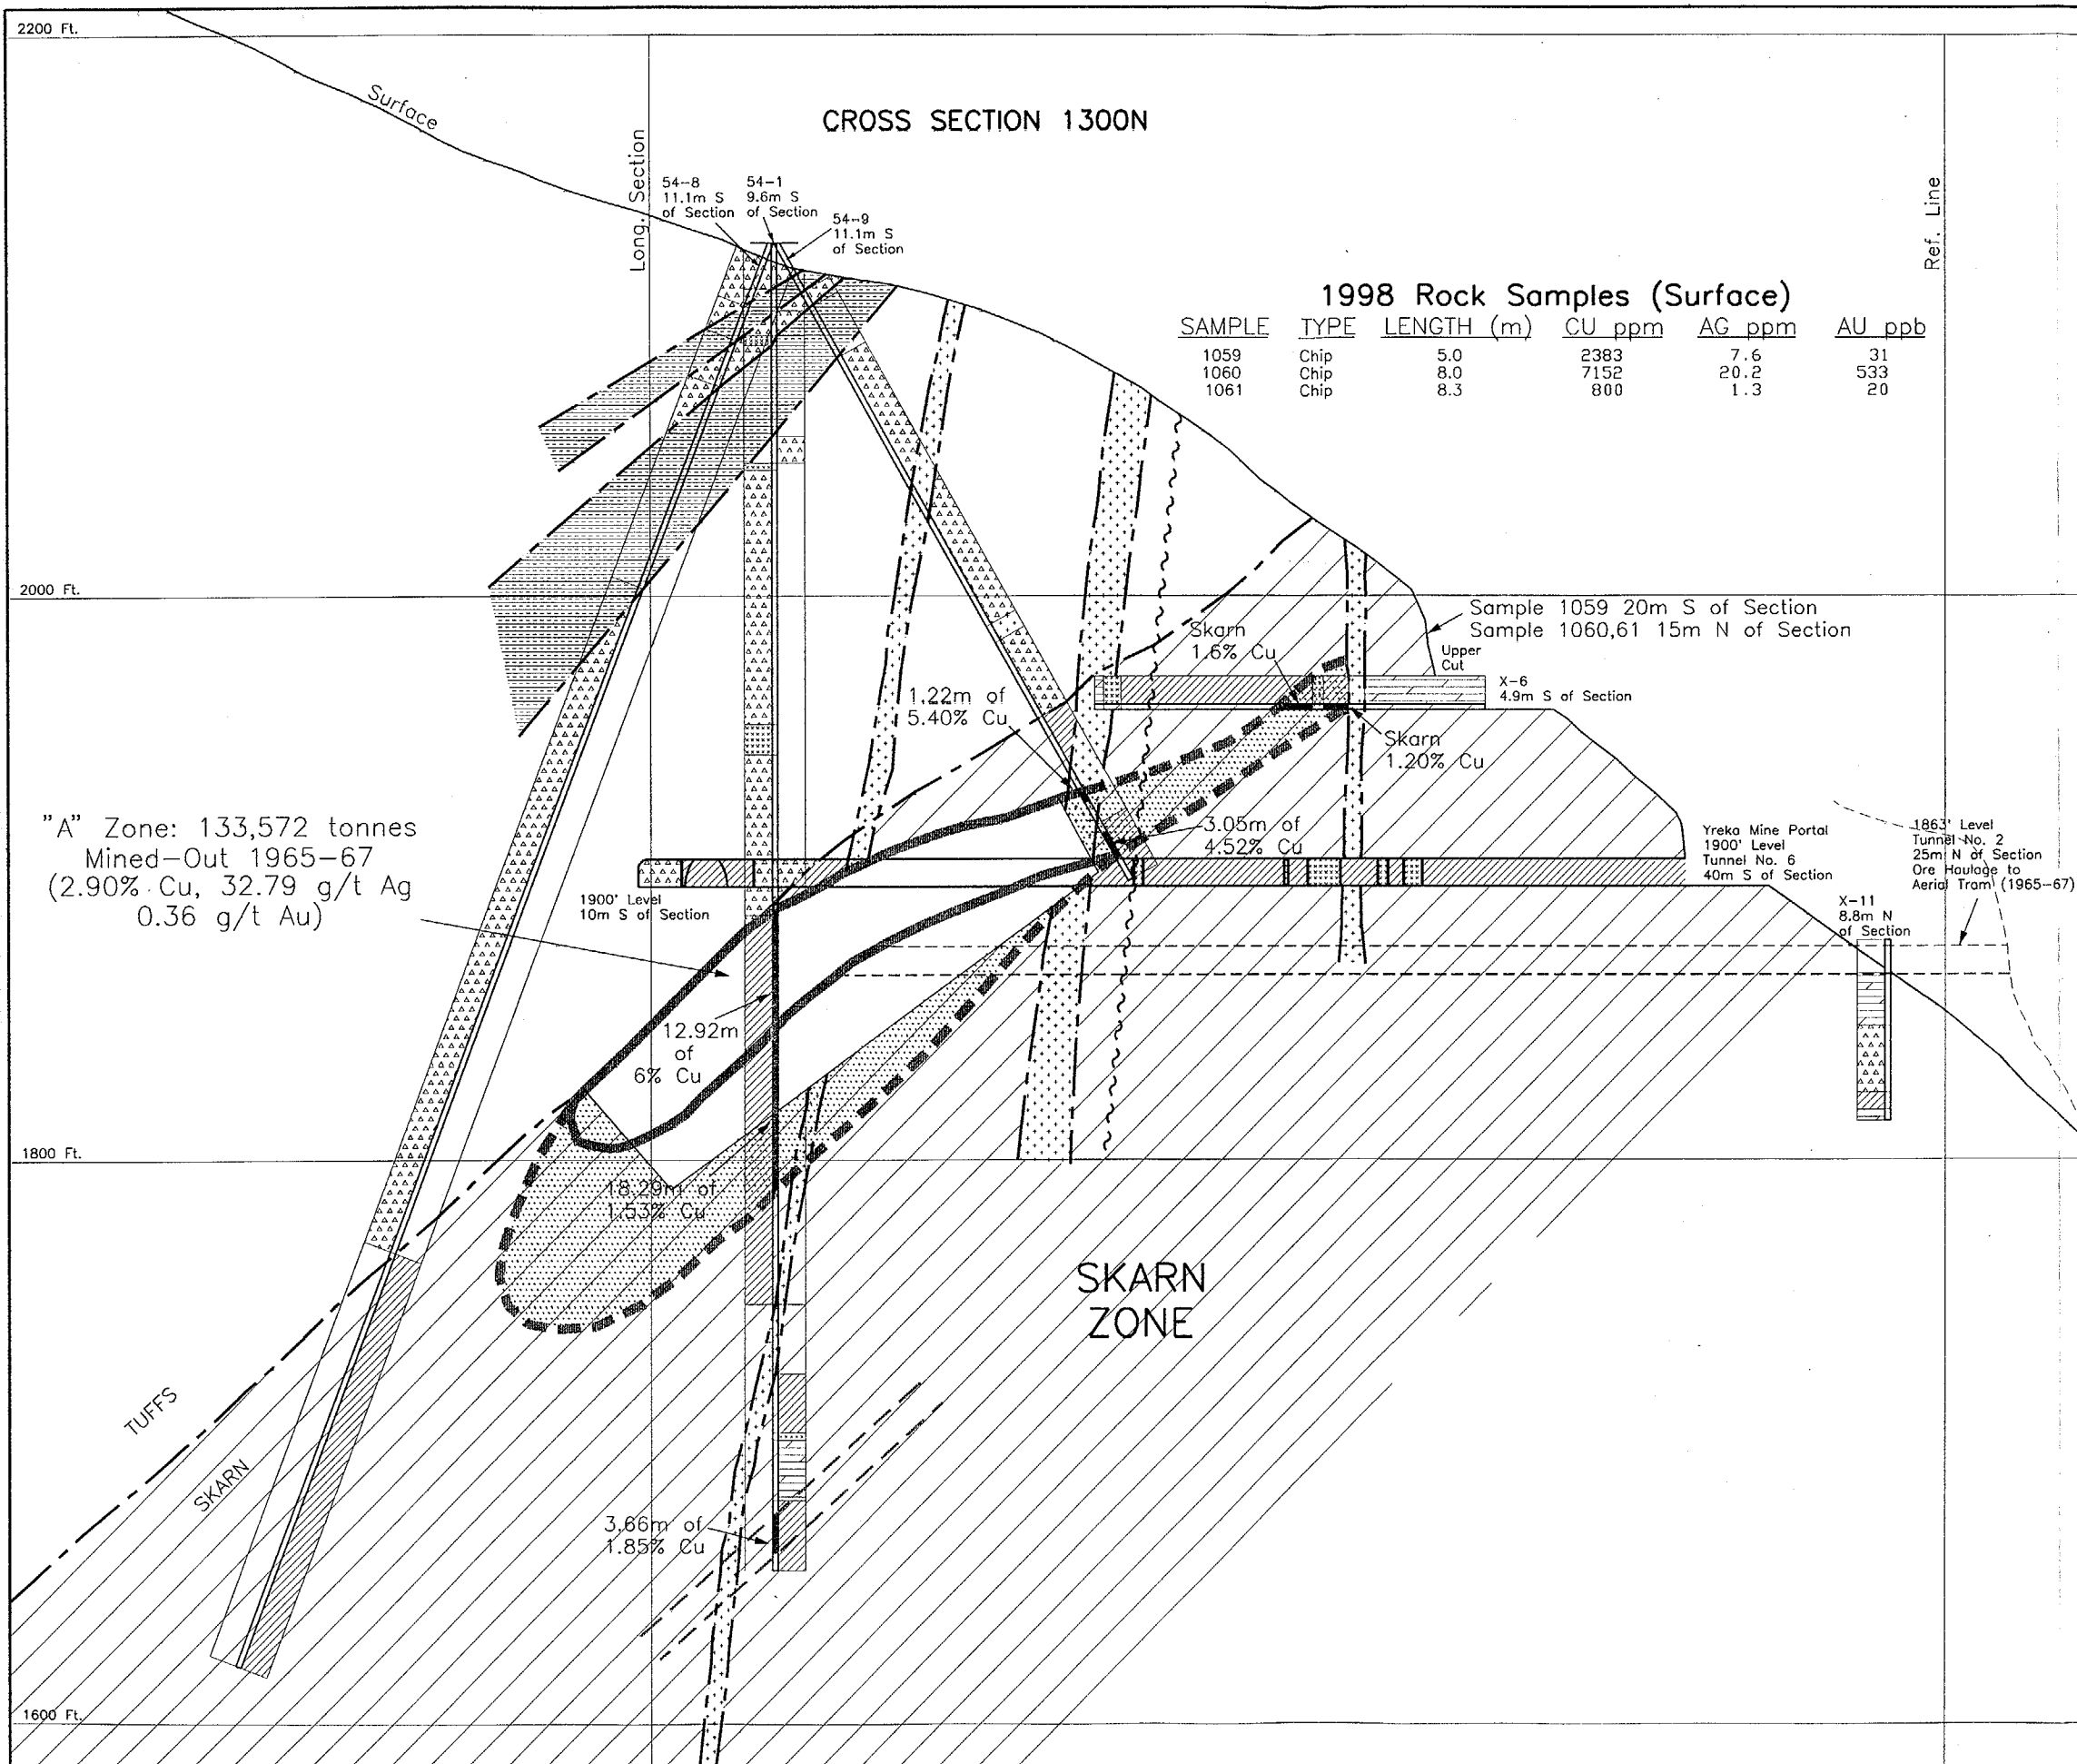 2200 Ft.
Surface
CROSS SECTION 1300N
Long. Section
54-8
11.1m S
of Section
54-1
9.6m S
of Section
54-9
11.1m S
of Section
Ref. Line
1998 Rock Samples (Surface)
SAMPLE TYPE LENGTH (m) CU ppm AG ppm AU ppb
1059 Chip 5.0 2383 7.6 31
1060 Chip 8.0 7152 20.2 533
1061 Chip 8.3 800 1.3 20
2000 Ft.
Sample 1059 20m S of Section
Sample 1060,61 15m N of Section
Skarn
1.6% Cu
Upper
Cut
X-6
4.9m S of Section
1.22m of
5.40% Cu
Skarn
1.20% Cu
"A" Zone: 133,572 tonnes
Mined-Out 1965-67
(2.90% Cu, 32.79 g/t Ag
0.36 g/t Au)
3.05m of
4.52% Cu
Yreka Mine Portal
1900' Level
Tunnel No. 6
40m S of Section
1863' Level
Tunnel No. 2
25m N of Section
Ore Haulage to
Aerial Tram (1965-67)
1900' Level
10m S of Section
X-11
8.8m N
of Section
12.92m
of
6% Cu
1800 Ft.
18.29m of
1.53% Cu
SKARN
ZONE
TUFFS
SKARN
3.66m of
1.85% Cu
1600 Ft.